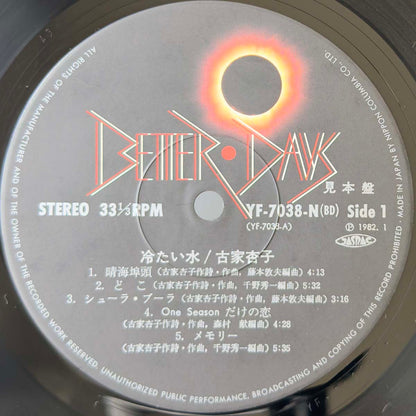 BETTER·DAYS
見本盤
STEREO 33 1/3 RPM
YF-7038-N(BD) Side 1
(YF-7038-A)
Ⓟ 1982. 1
JASRAC
冷たい水/古家杏子
1. 晴海埠頭 (古家杏子作詩・作曲, 藤本敦夫編曲) 4:13
2. どこ (古家杏子作詩・作曲, 千野秀一編曲) 5:32
3. シューラ・ブーラ (古家杏子作詩・作曲, 藤本敦夫編曲) 3:16
4. One Season だけの恋
(古家杏子作詩・作曲, 森村 献編曲) 4:28
5. メモリー
(古家杏子作詩・作曲, 千野秀一編曲) 5:35
ALL RIGHTS OF THE MANUFACTURER AND OF THE OWNER OF THE RECORDED WORK RESERVED. UNAUTHORIZED PUBLIC PERFORMANCE, BROADCASTING AND COPYING OF THIS RECORD PROHIBITED.
MADE IN JAPAN BY NIPPON COLUMBIA CO., LTD.